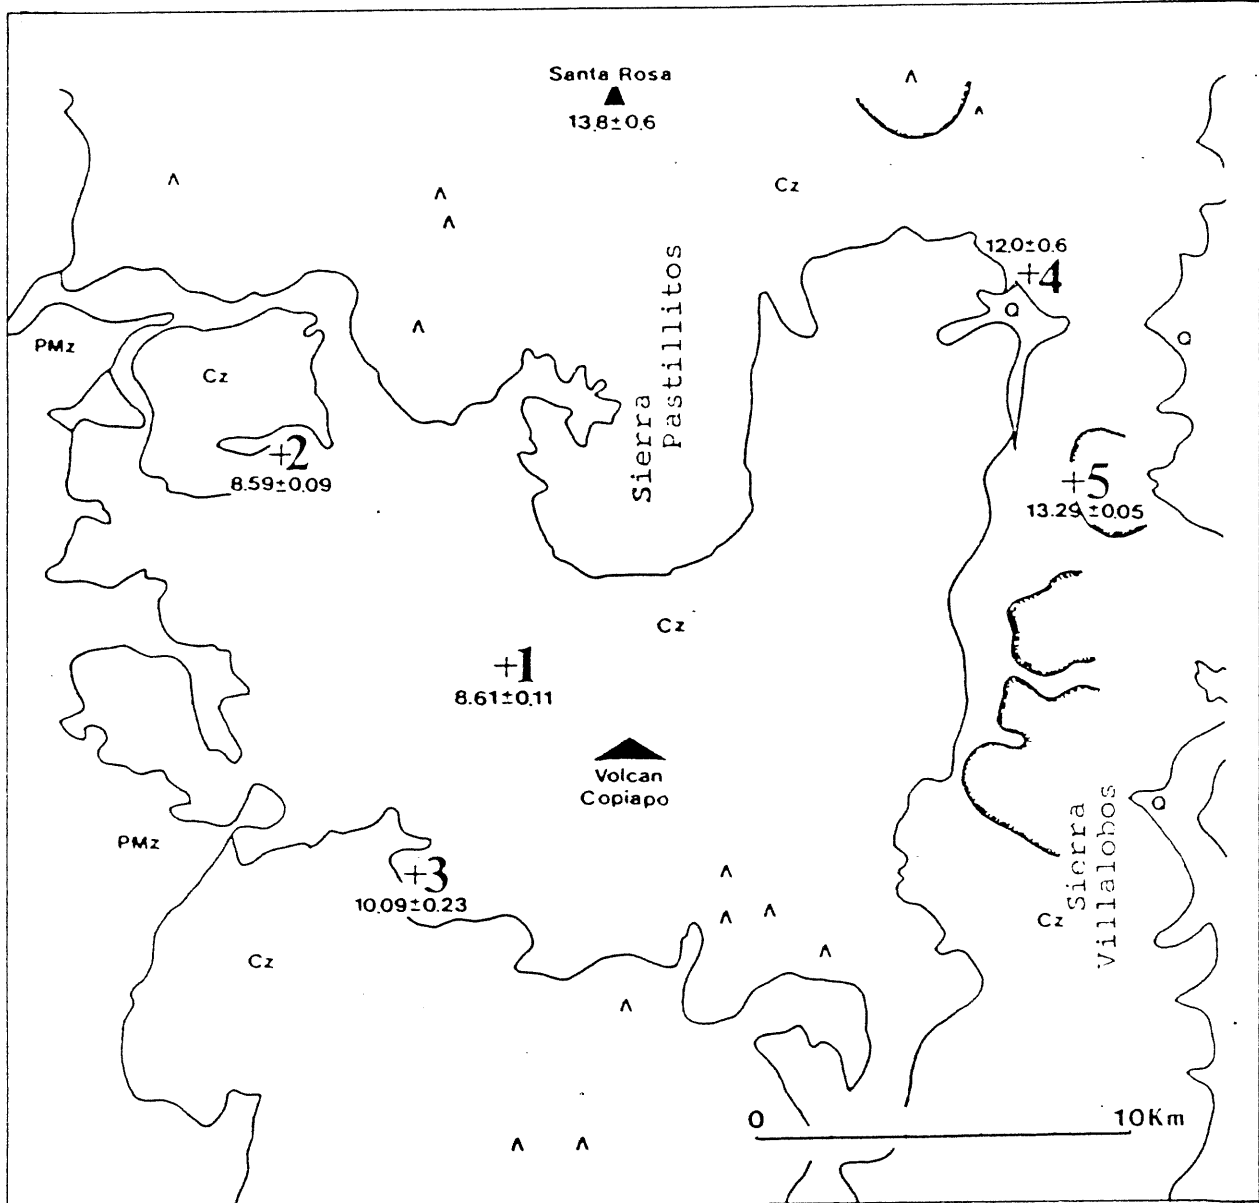 Santa Rosa
13.8±0.6
Cz
12.0±0.6
+4
Q
Q
PMz
Cz
Sierra
Pastillitos
+2
8.59±0.09
+5
13.29±0.05
Cz
+1
8.61±0.11
Volcan
Copiapo
Q
PMz
+3
10.09±0.23
Sierra
Villalobos
Cz
Cz
0 10Km